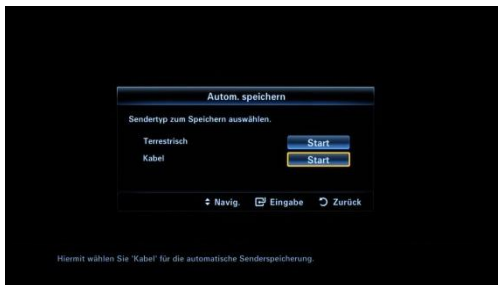 Autom. speichern
Sendertyp zum Speichern auswählen.
Terrestrisch Start
Kabel Start
Navig. Eingabe Zurück
Hiermit wählen Sie 'Kabel' für die automatische Senderspeicherung.